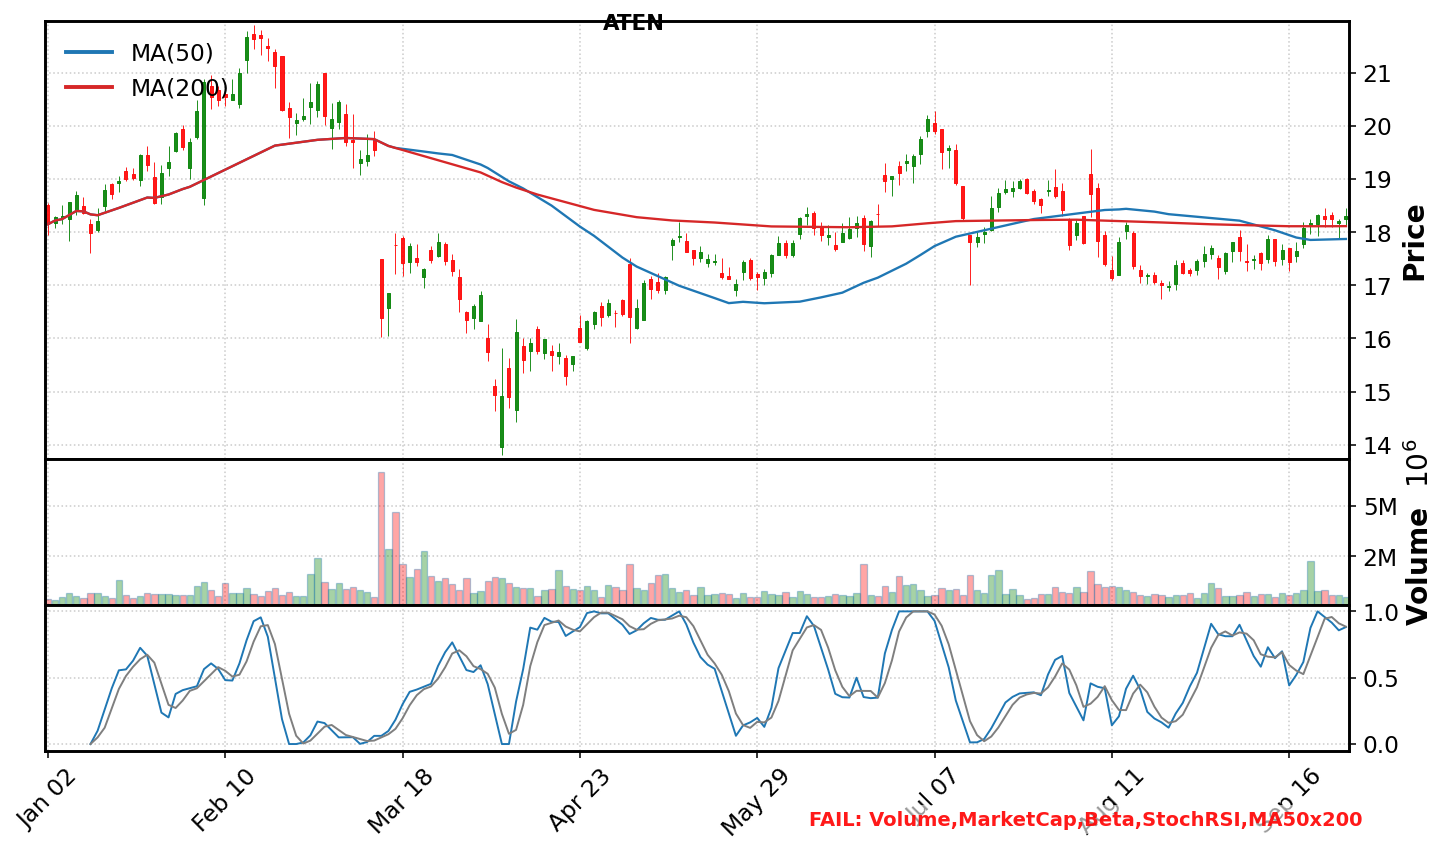 ATEN
MA(50)
MA(200)
21
20
19
18
17
16
15
14
Price
5M
2M
Volume 10^6
1.0
0.5
0.0
Jan 02
Feb 10
Mar 18
Apr 23
May 29
Jul 07
Aug 11
Sep 16
FAIL: Volume,MarketCap,Beta,StochRSI,MA50x200